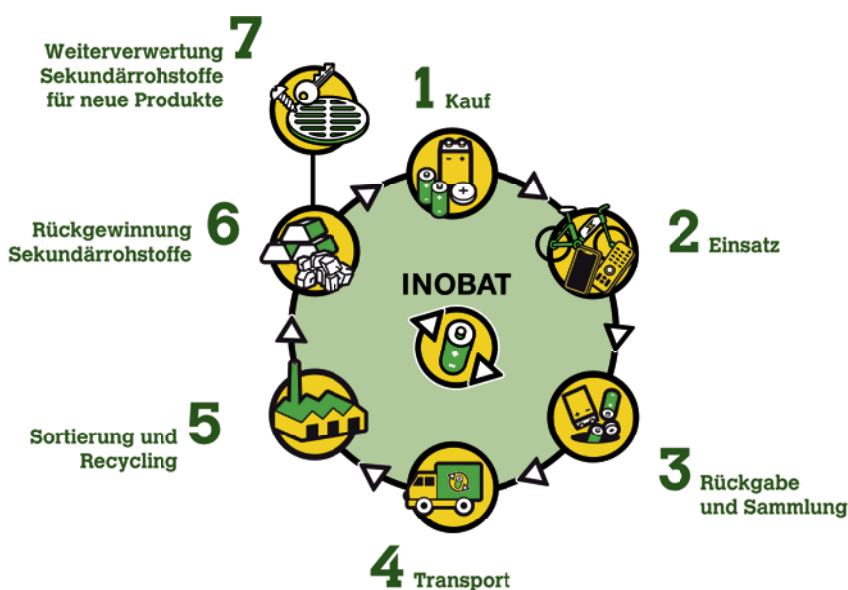 1 Kauf
2 Einsatz
3 Rückgabe
und Sammlung
4 Transport
5 Sortierung und
Recycling
6 Rückgewinnung
Sekundärrohstoffe
7 Weiterverwertung
Sekundärrohstoffe
für neue Produkte
INOBAT